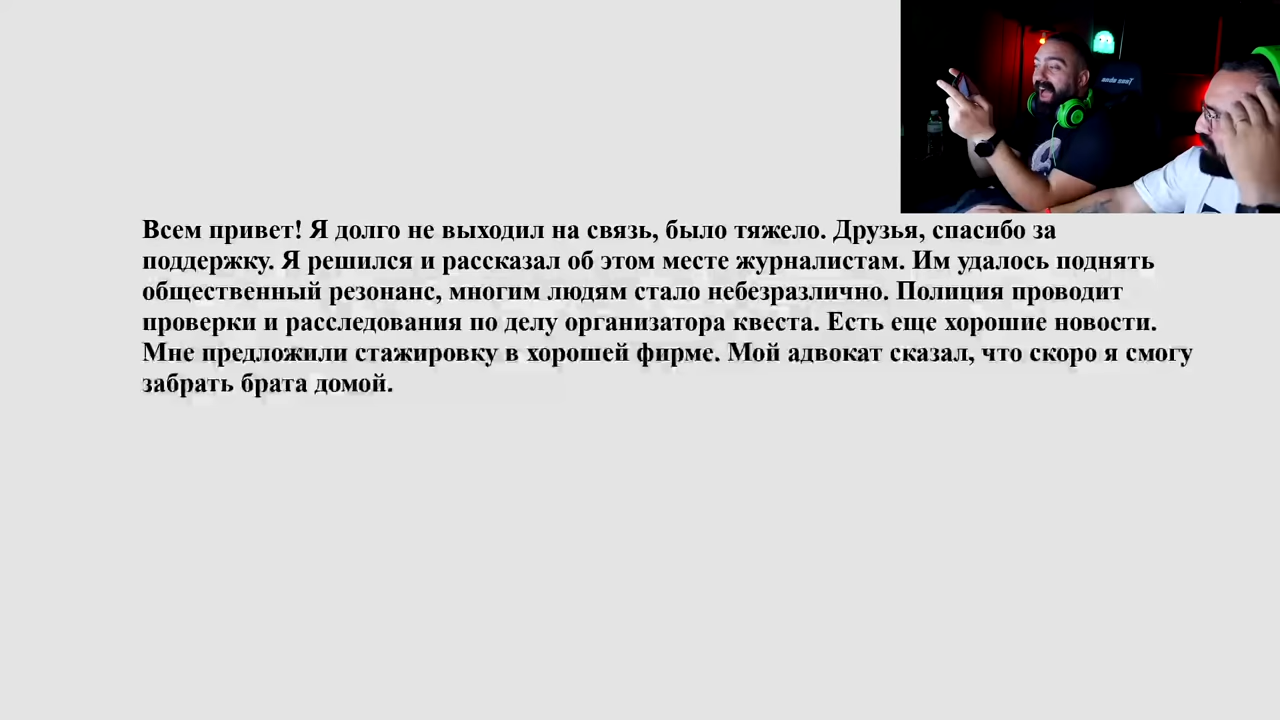 Всем привет! Я долго не выходил на связь, было тяжело. Друзья, спасибо за
поддержку. Я решился и рассказал об этом месте журналистам. Им удалось поднять
общественный резонанс, многим людям стало небезразлично. Полиция проводит
проверки и расследования по делу организатора квеста. Есть еще хорошие новости.
Мне предложили стажировку в хорошей фирме. Мой адвокат сказал, что скоро я смогу
забрать брата домой.